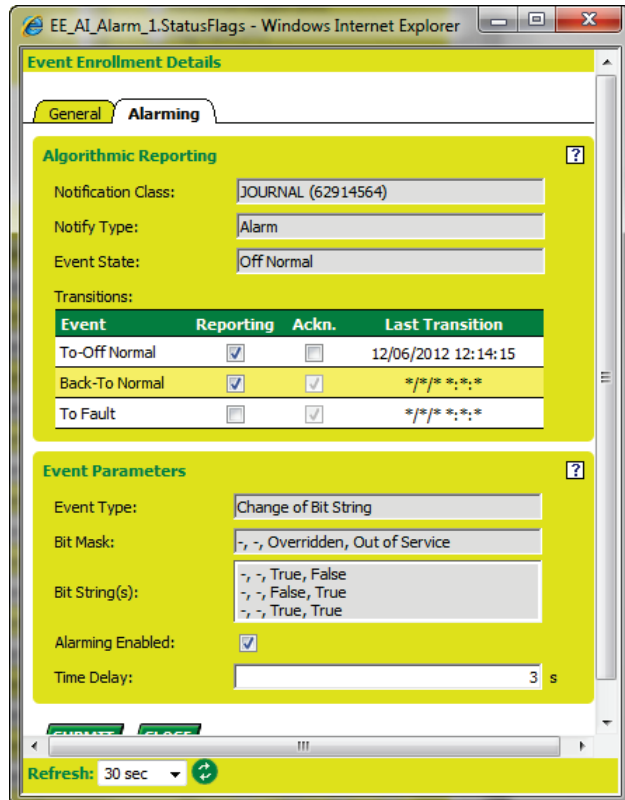 EE_AI_Alarm_1.StatusFlags - Windows Internet Explorer
Event Enrollment Details
General Alarming
Algorithmic Reporting ?
Notification Class: JOURNAL (62914564)
Notify Type: Alarm
Event State: Off Normal
Transitions:
Event Reporting Ackn. Last Transition
To-Off Normal 12/06/2012 12:14:15
Back-To Normal */*/* *:*:*
To Fault */*/* *:*:*
Event Parameters ?
Event Type: Change of Bit String
Bit Mask: -, -, Overridden, Out of Service
Bit String(s): -, -, True, False
-, -, False, True
-, -, True, True
Alarming Enabled:
Time Delay: 3 s
SUBMIT CLOSE
Refresh: 30 sec